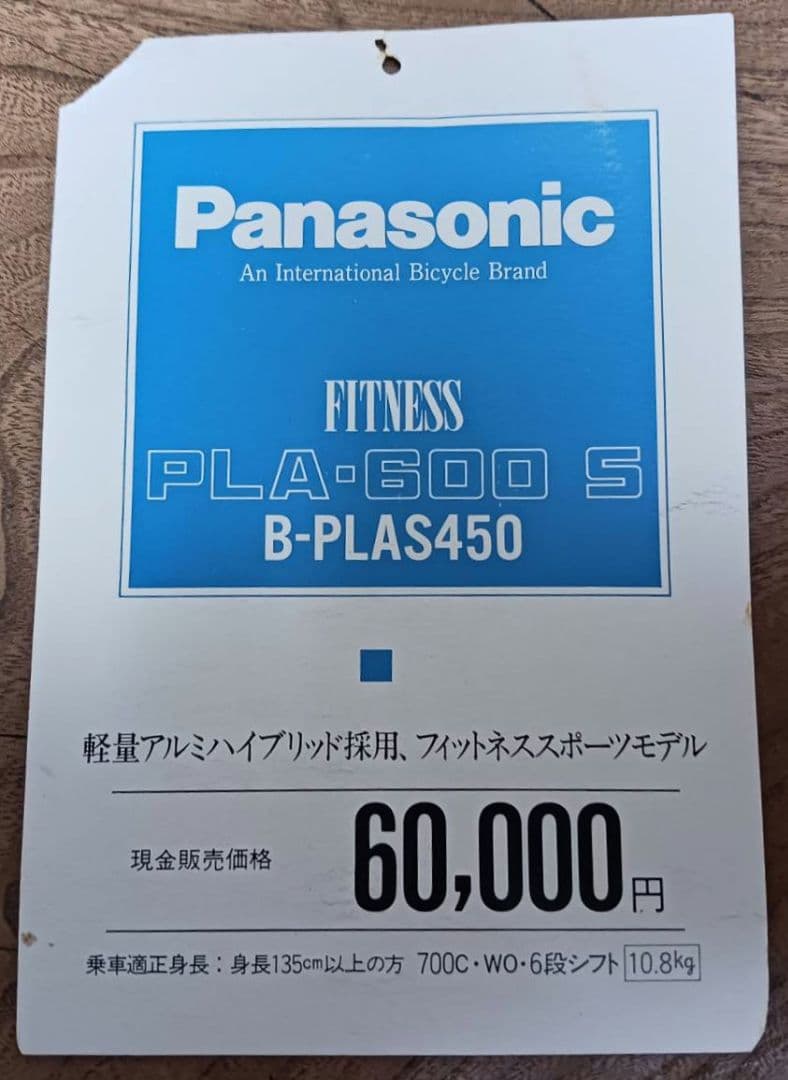 Panasonic
An International Bicycle Brand
FITNESS
PLA·600 S
B-PLAS450
軽量アルミハイブリッド採用、フィットネススポーツモデル
現金販売価格 60,000円
乗車適正身長：身長135cm以上の方 700C・WO・6段シフト 10.8kg